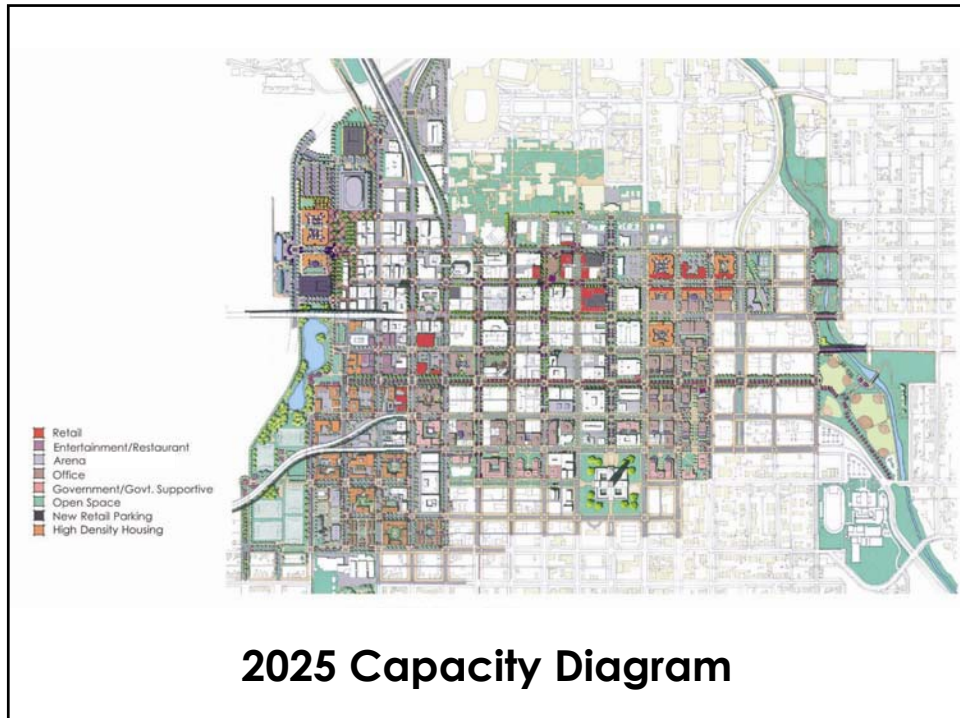 Retail
Entertainment/Restaurant
Arena
Office
Government/Govt. Supportive
Open Space
New Retail Parking
High Density Housing
2025 Capacity Diagram